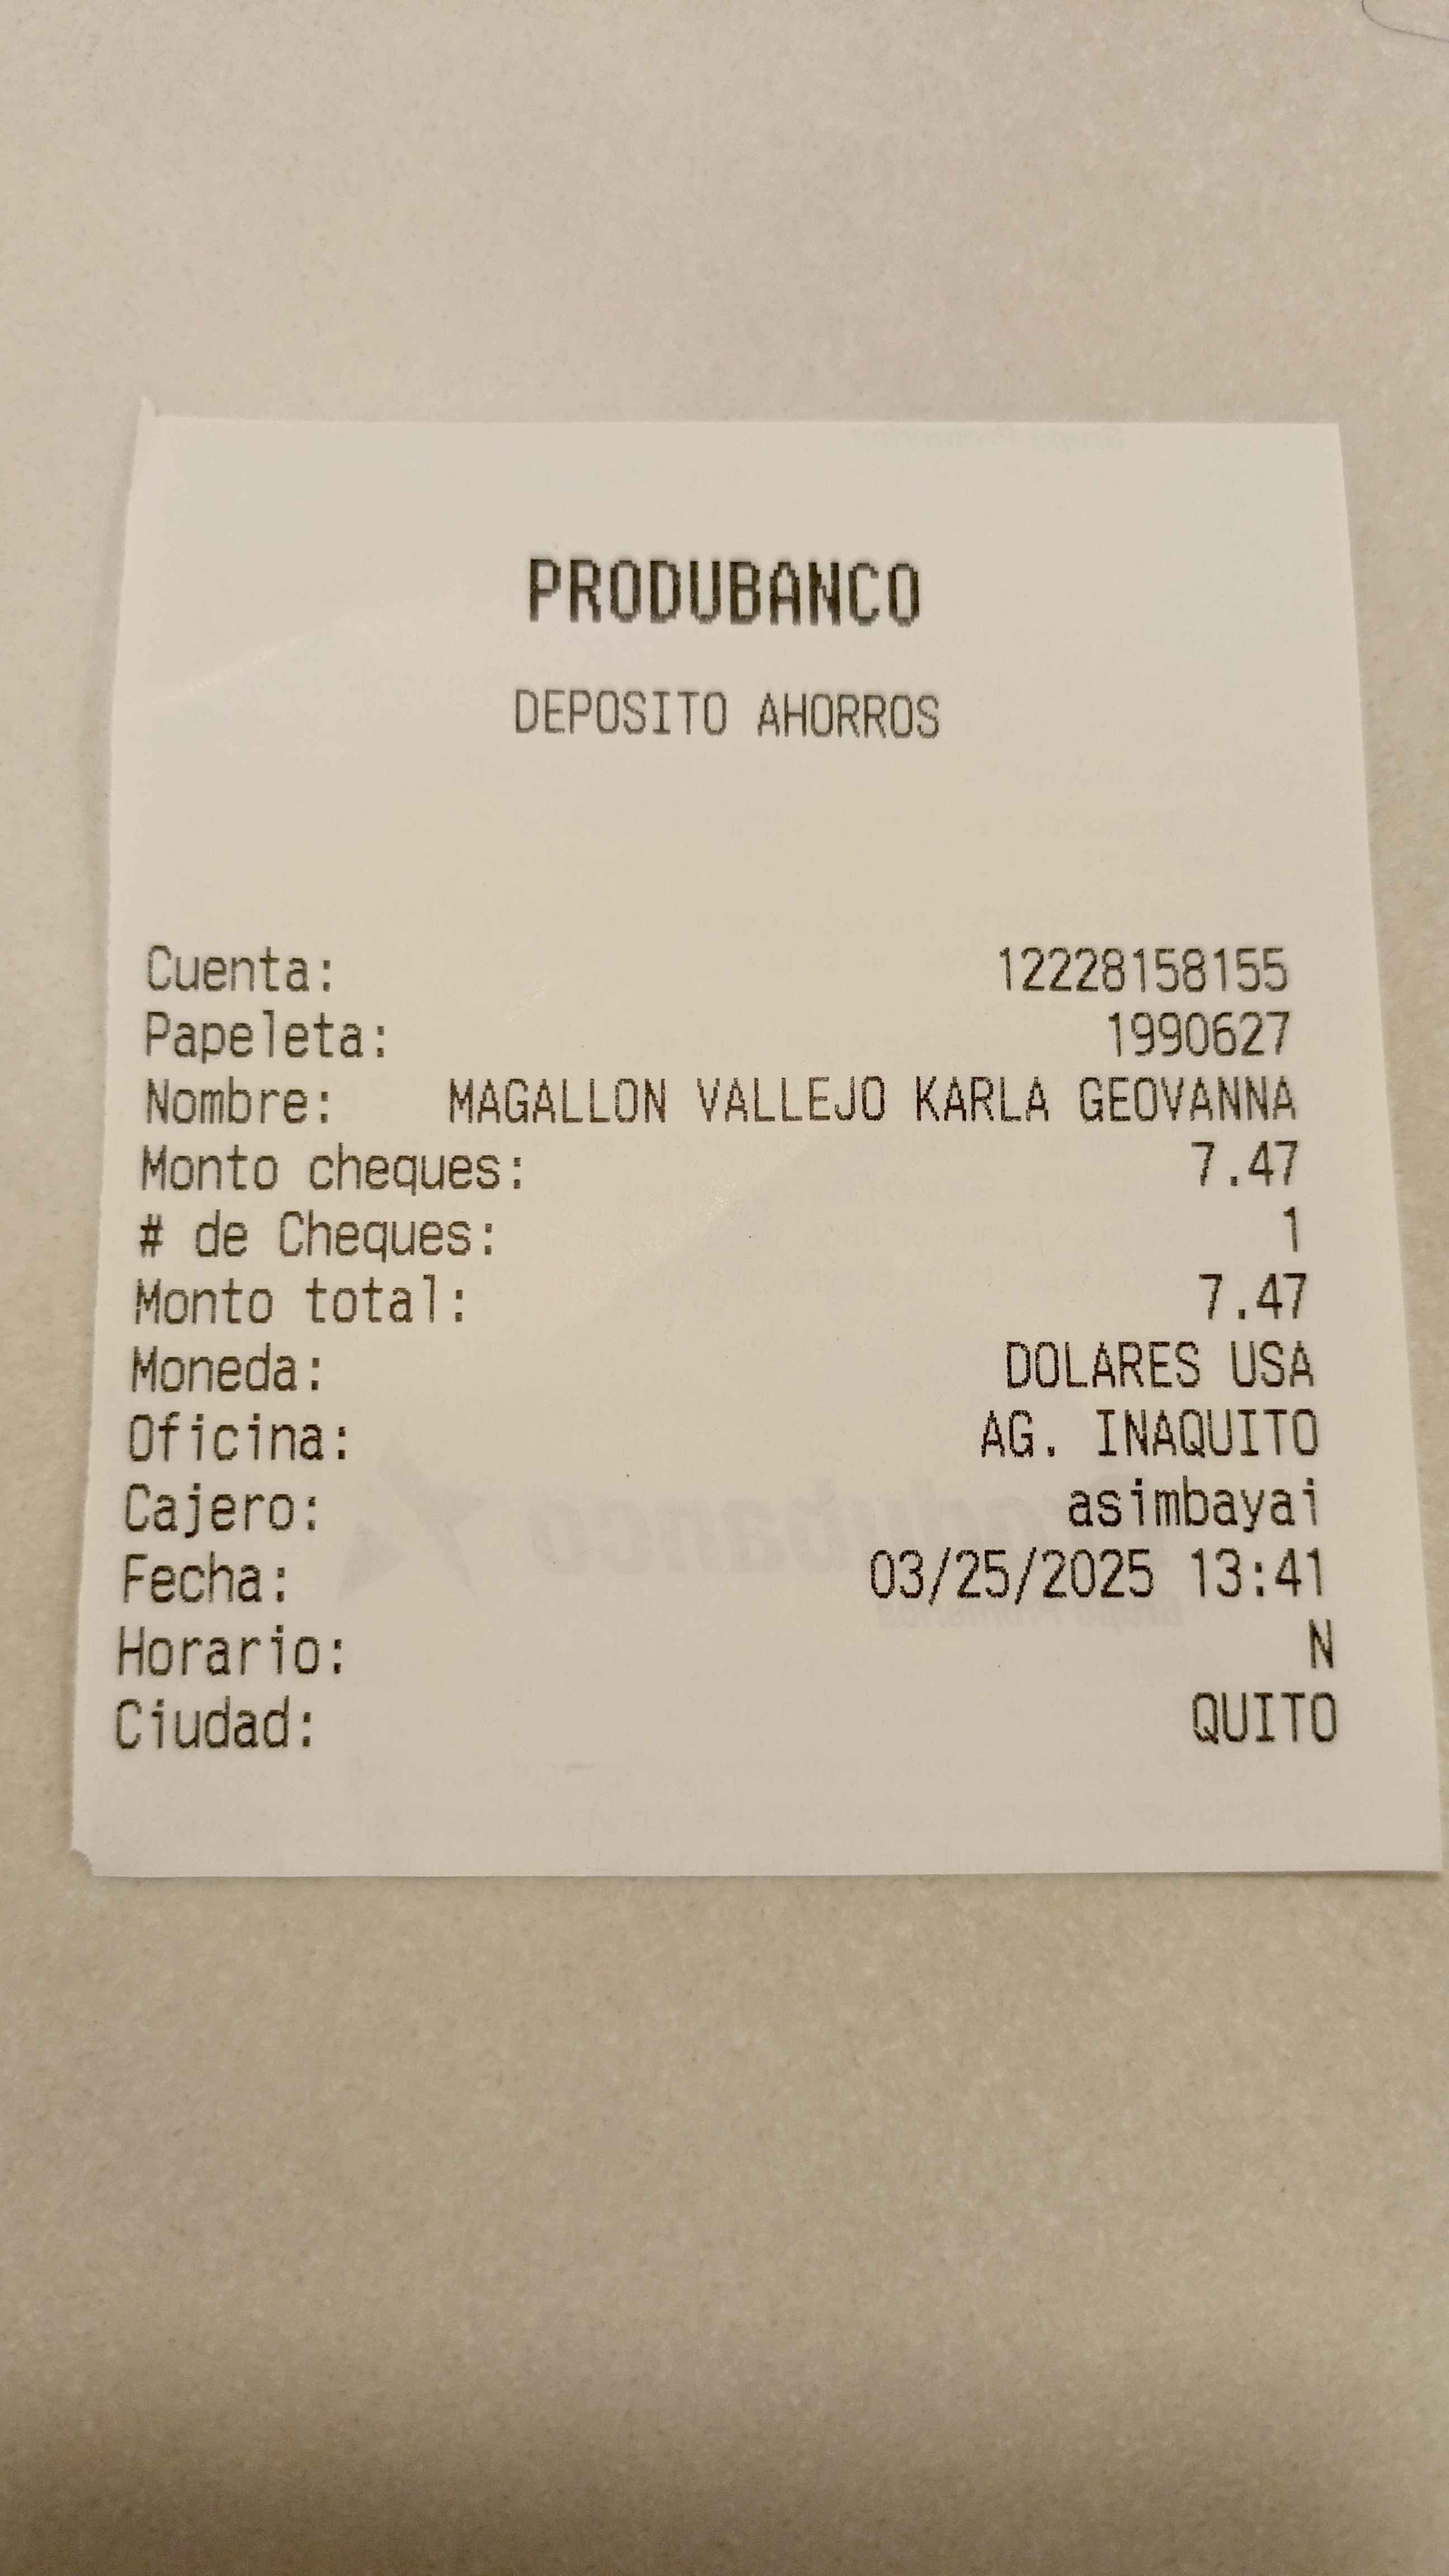 PRODUBANCO
DEPOSITO AHORROS
Cuenta: 12228158155
Papeleta: 1990627
Nombre: MAGALLON VALLEJO KARLA GEOVANNA
Monto cheques: 7.47
# de Cheques: 1
Monto total: 7.47
Moneda: DOLARES USA
Oficina: AG. INAQUITO
Cajero: asimbayai
Fecha: 03/25/2025 13:41
Horario: N
Ciudad: QUITO